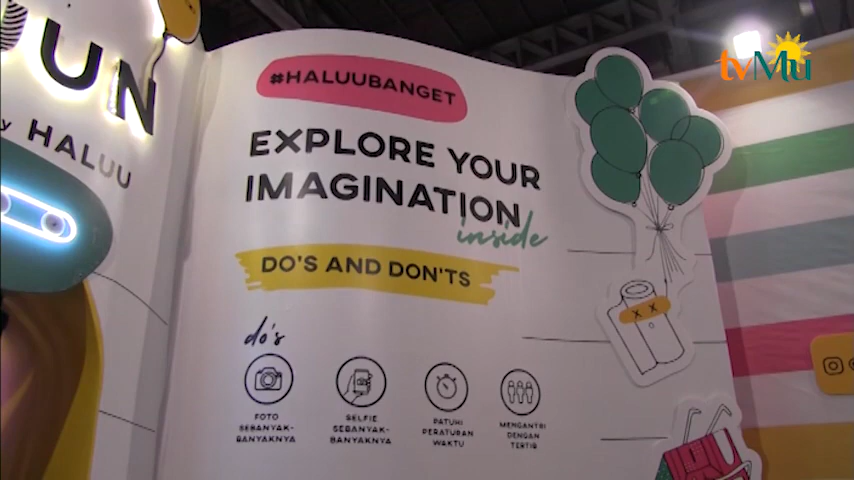 tvMu
UN
y HALUU
#HALUUBANGET
EXPLORE YOUR
IMAGINATION
inside
DO'S AND DON'TS
do's
FOTO
SEBANYAK-
BANYAKNYA
SELFIE
SEBANYAK-
BANYAKNYA
PATUHI
PERATURAN
WAKTU
MENGANTRI
DENGAN
TERTIB